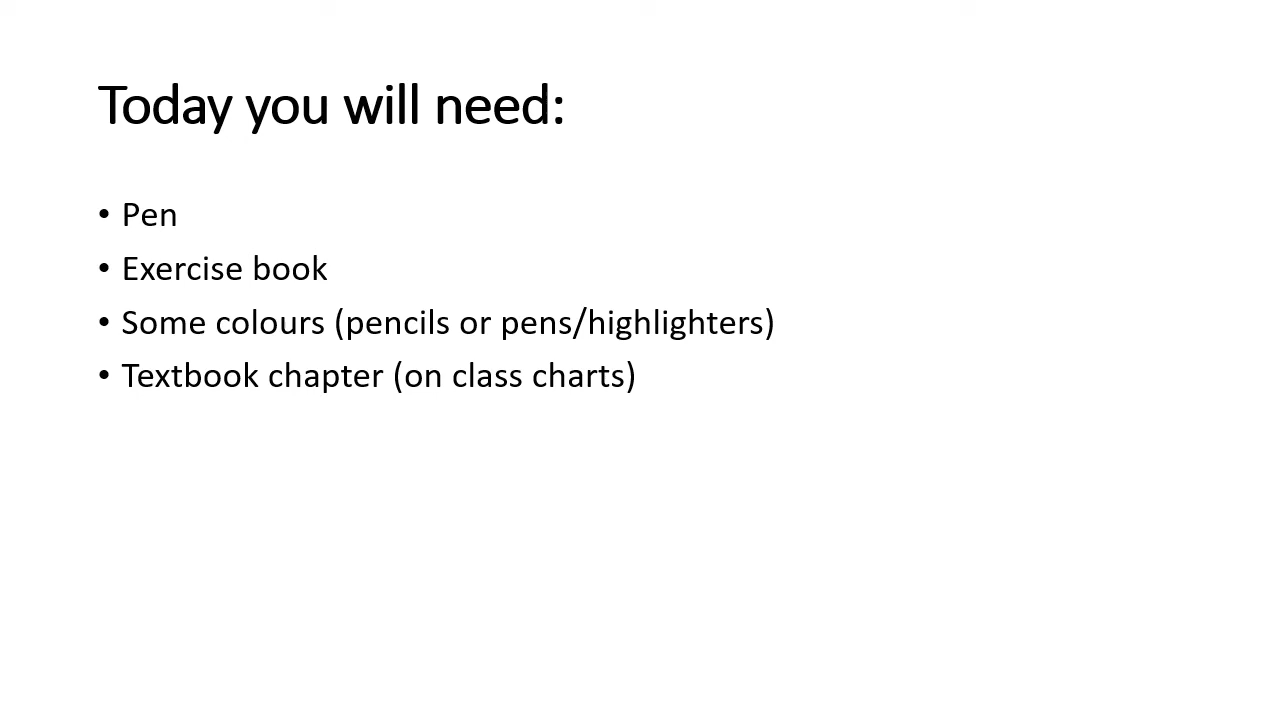 Today you will need:
• Pen
• Exercise book
• Some colours (pencils or pens/highlighters)
• Textbook chapter (on class charts)